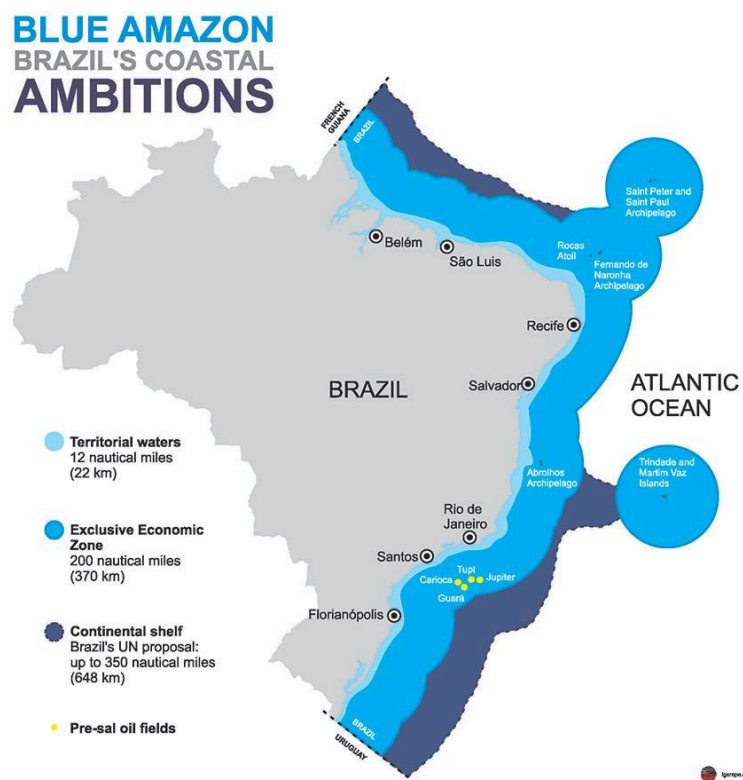 BLUE AMAZON
BRAZIL'S COASTAL
AMBITIONS
FRENCH
GUIANA
BRAZIL
Saint Peter and
Saint Paul
Archipelago
Belém
São Luis
Rocas
Atoll
Fernando de
Naronha
Archipelago
Recife
BRAZIL
Salvador
ATLANTIC
OCEAN
Territorial waters
12 nautical miles
(22 km)
Abrolhos
Archipelago
Trindade and
Martim Vaz
Islands
Rio de
Janeiro
Exclusive Economic
Zone
200 nautical miles
(370 km)
Santos
Tupi
Carioca
Jupiter
Guará
Florianópolis
Continental shelf
Brazil's UN proposal:
up to 350 nautical miles
(648 km)
Pre-sal oil fields
BRAZIL
URUGUAY